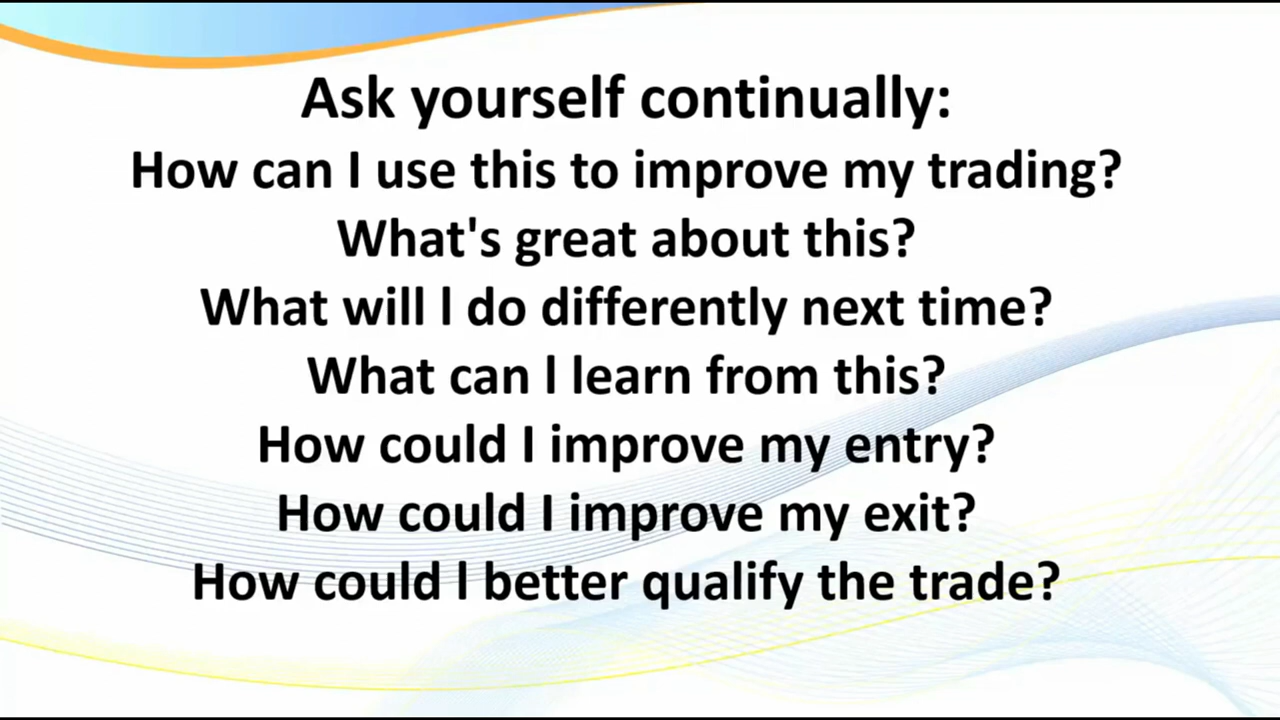 Ask yourself continually:
How can I use this to improve my trading?
What's great about this?
What will I do differently next time?
What can I learn from this?
How could I improve my entry?
How could I improve my exit?
How could I better qualify the trade?